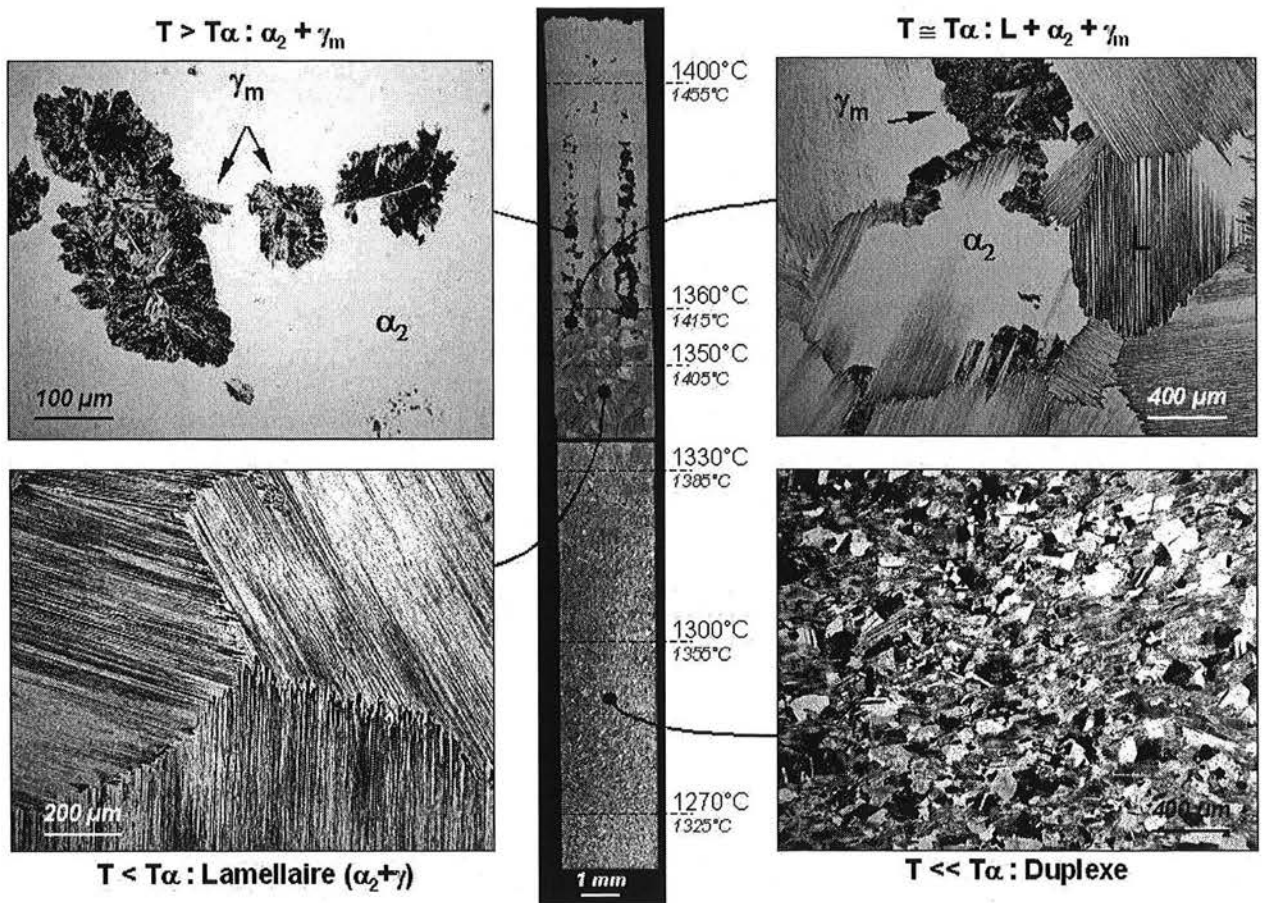 T > Tα : α₂ + γₘ
γₘ
α₂
100 µm
T ≅ Tα : L + α₂ + γₘ
γₘ
α₂
L
400 µm
1400°C
1455°C
1360°C
1415°C
1350°C
1405°C
1330°C
1385°C
1300°C
1355°C
1270°C
1325°C
1 mm
200 µm
T < Tα : Lamellaire (α₂+γ)
400 µm
T << Tα : Duplexe